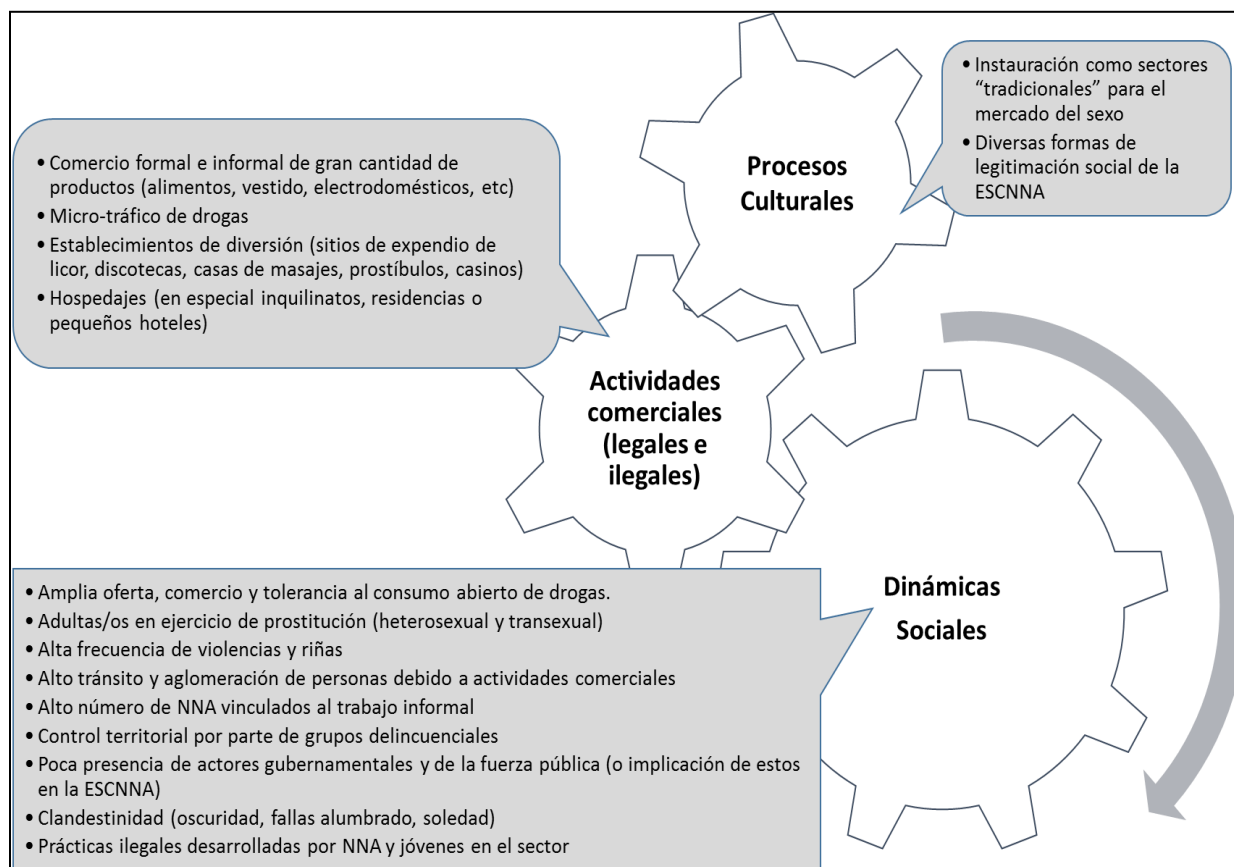 • Instauración como sectores
“tradicionales” para el
mercado del sexo
• Diversas formas de
legitimación social de la
ESCNNA
Procesos
Culturales
• Comercio formal e informal de gran cantidad de
productos (alimentos, vestido, electrodomésticos, etc)
• Micro-tráfico de drogas
• Establecimientos de diversión (sitios de expendio de
licor, discotecas, casas de masajes, prostíbulos, casinos)
• Hospedajes (en especial inquilinatos, residencias o
pequeños hoteles)
Actividades
comerciales
(legales e
ilegales)
Dinámicas
Sociales
• Amplia oferta, comercio y tolerancia al consumo abierto de drogas.
• Adultas/os en ejercicio de prostitución (heterosexual y transexual)
• Alta frecuencia de violencias y riñas
• Alto tránsito y aglomeración de personas debido a actividades comerciales
• Alto número de NNA vinculados al trabajo informal
• Control territorial por parte de grupos delincuenciales
• Poca presencia de actores gubernamentales y de la fuerza pública (o implicación de estos
en la ESCNNA)
• Clandestinidad (oscuridad, fallas alumbrado, soledad)
• Prácticas ilegales desarrolladas por NNA y jóvenes en el sector